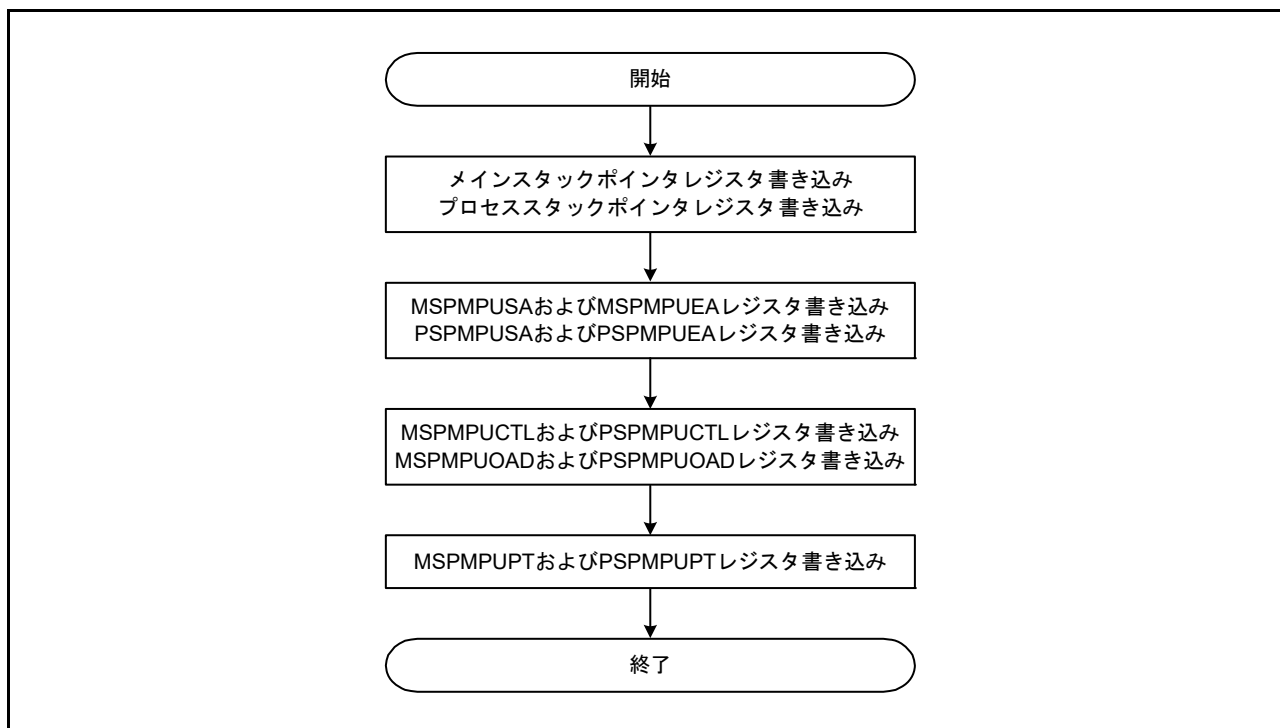 開始
メインスタックポインタレジスタ書き込み
プロセススタックポインタレジスタ書き込み
MSPMPUSAおよびMSPMPUEAレジスタ書き込み
PSPMPUSAおよびPSPMPUEAレジスタ書き込み
MSPMPUCTLおよびPSPMPUCTLレジスタ書き込み
MSPMPUOADおよびPSPMPUOADレジスタ書き込み
MSPMPUPTおよびPSPMPUPTレジスタ書き込み
終了